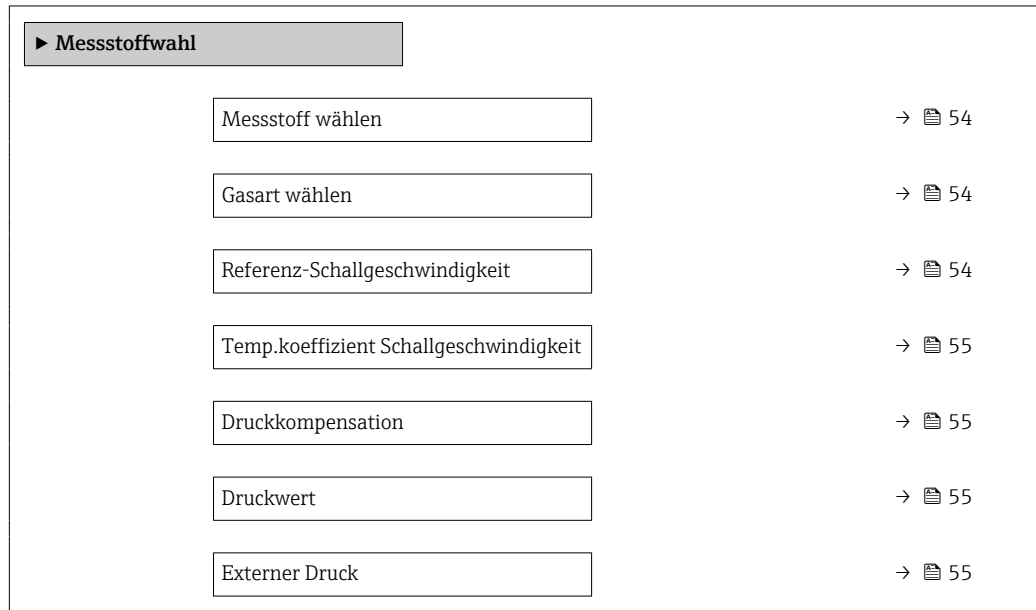 ▶ Messstoffwahl
Messstoff wählen → 54
Gasart wählen → 54
Referenz-Schallgeschwindigkeit → 54
Temp.koeffizient Schallgeschwindigkeit → 55
Druckkompensation → 55
Druckwert → 55
Externer Druck → 55